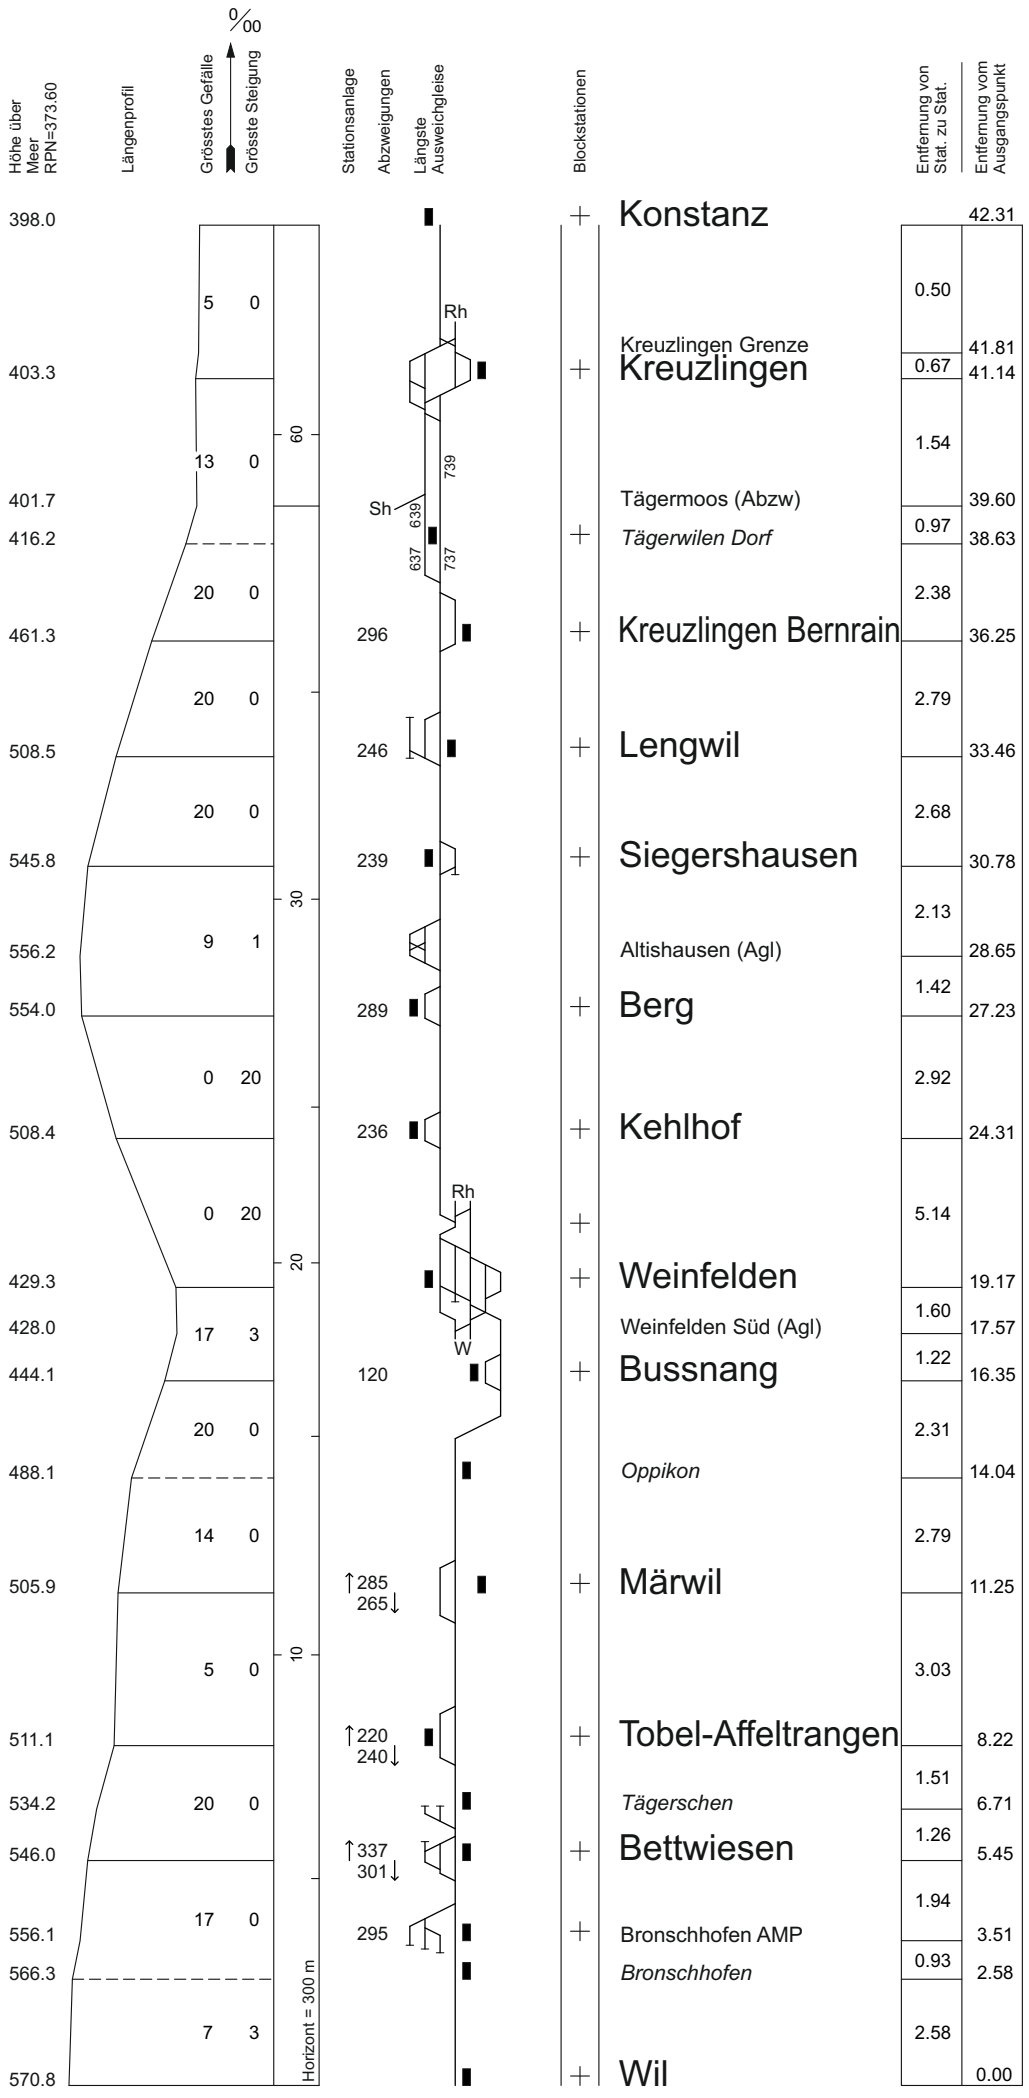 0/00
Höhe über
Meer
RPN=373.60
Längenprofil
Grösstes Gefälle
Grösste Steigung
Stationsanlage
Abzweigungen
Längste
Ausweichgleise
Blockstationen
Entfernung von
Stat. zu Stat.
Entfernung vom
Ausgangspunkt
398.0 + Konstanz 42.31
5 0 0.50
Rh
Kreuzlingen Grenze 41.81
403.3 + Kreuzlingen 0.67 41.14
60
13 0 739 1.54
401.7 Sh 639 Tägermoos (Abzw) 39.60
0.97
416.2 637 737 + Tägerwilen Dorf 38.63
20 0 2.38
461.3 296 + Kreuzlingen Bernrain 36.25
20 0 2.79
508.5 246 + Lengwil 33.46
20 0 2.68
545.8 239 + Siegershausen 30.78
30
2.13
556.2 9 1 Altishausen (Agl) 28.65
1.42
554.0 289 + Berg 27.23
0 20 2.92
508.4 236 + Kehlhof 24.31
Rh
0 20 + 5.14
20
429.3 + Weinfelden 19.17
1.60
428.0 17 3 Weinfelden Süd (Agl) 17.57
W
1.22
444.1 120 + Bussnang 16.35
20 0 2.31
488.1 Oppikon 14.04
14 0 2.79
505.9 ↑285 + Märwil 11.25
265↓
10
5 0 3.03
511.1 ↑220 + Tobel-Affeltrangen 8.22
240↓
1.51
534.2 20 0 Tägerschen 6.71
1.26
546.0 ↑337 + Bettwiesen 5.45
301↓
1.94
17 0
556.1 295 + Bronschhofen AMP 3.51
0.93
566.3 Bronschhofen 2.58
7 3 2.58
Horizont = 300 m
570.8 + Wil 0.00